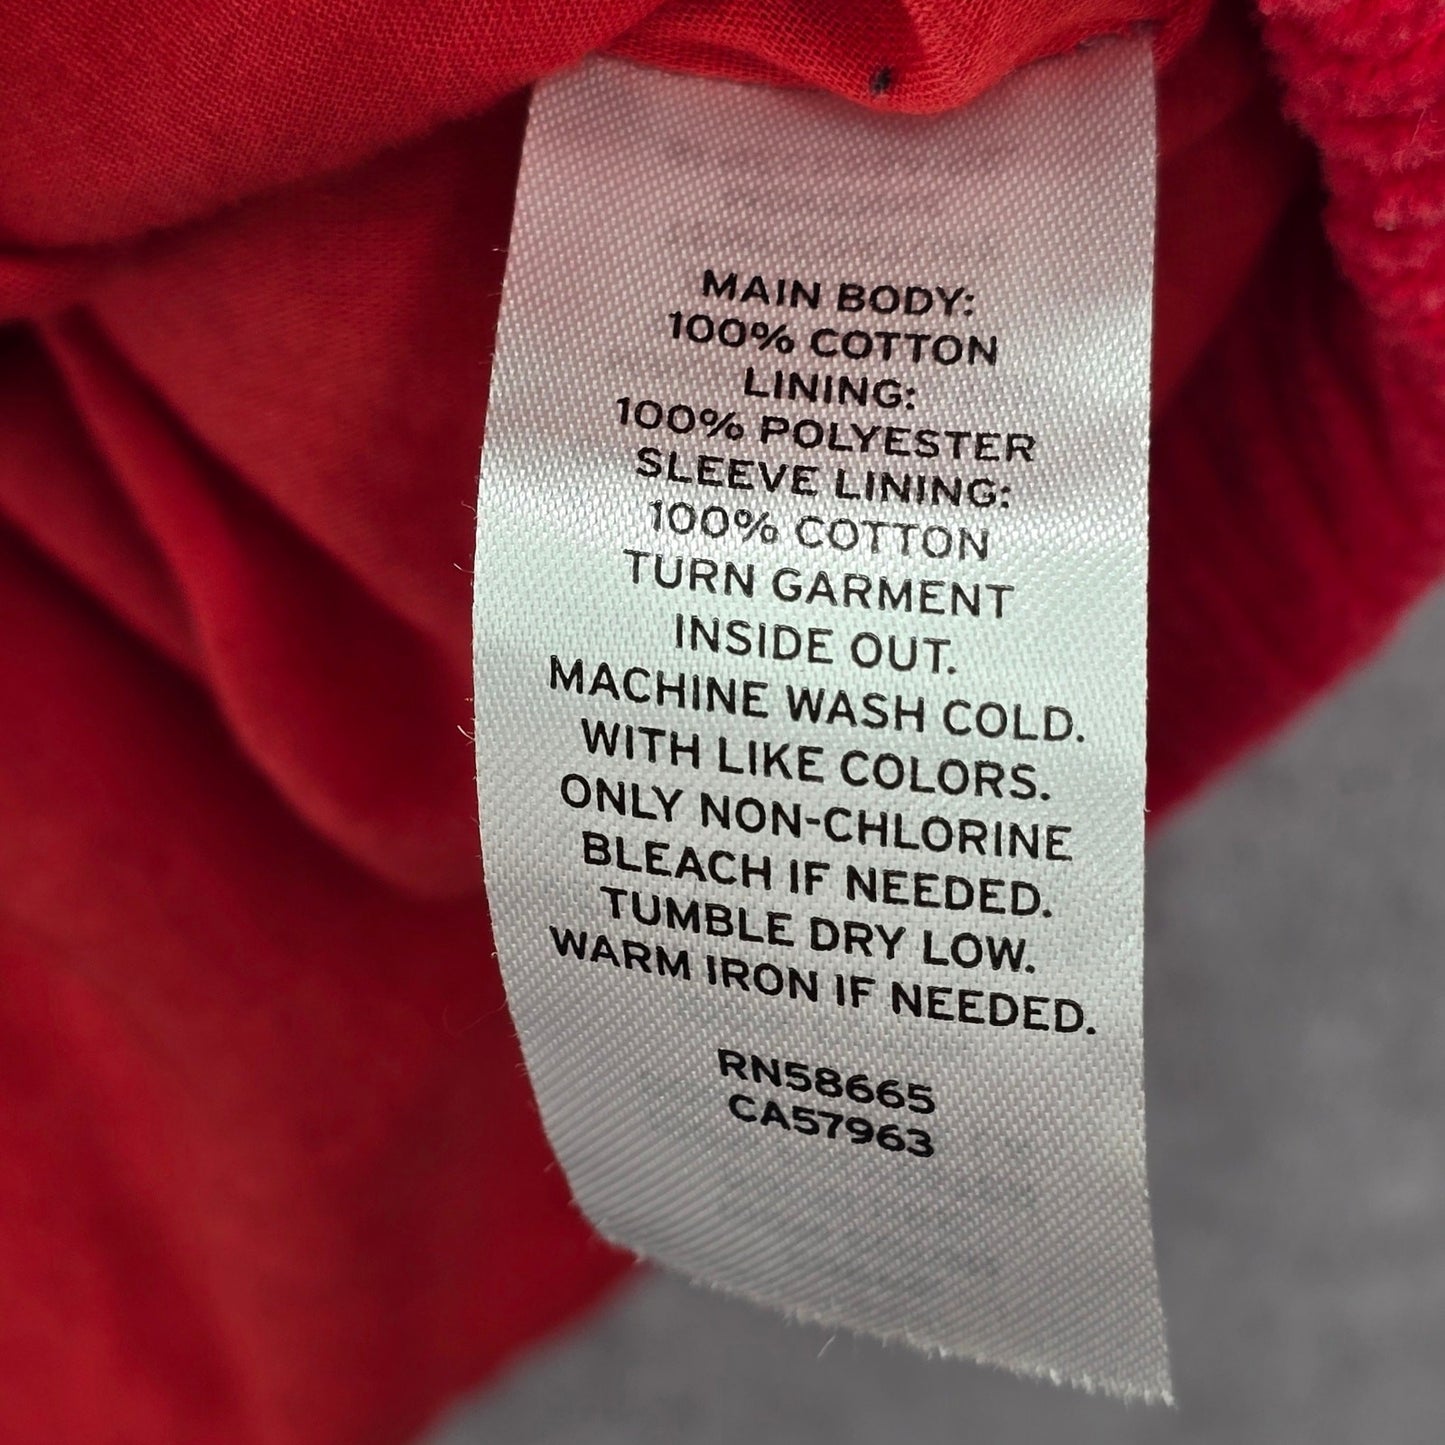 MAIN BODY:
100% COTTON
LINING:
100% POLYESTER
SLEEVE LINING:
100% COTTON
TURN GARMENT
INSIDE OUT.
MACHINE WASH COLD.
WITH LIKE COLORS.
ONLY NON-CHLORINE
BLEACH IF NEEDED.
TUMBLE DRY LOW.
WARM IRON IF NEEDED.
RN58665
CA57963